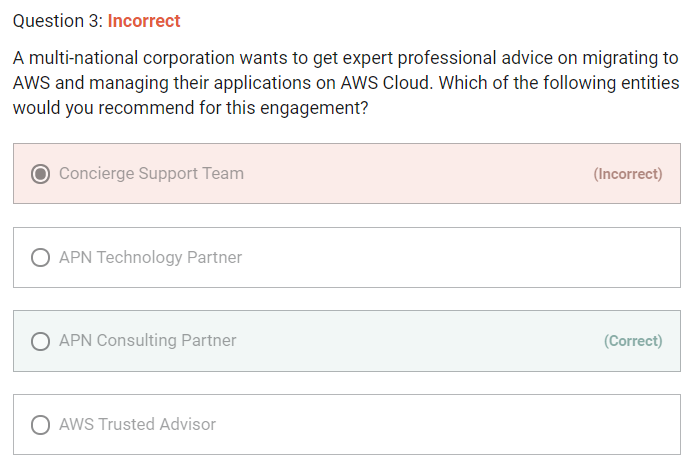 Question 3: Incorrect
A multi-national corporation wants to get expert professional advice on migrating to
AWS and managing their applications on AWS Cloud. Which of the following entities
would you recommend for this engagement?
Concierge Support Team (Incorrect)
APN Technology Partner
APN Consulting Partner (Correct)
AWS Trusted Advisor